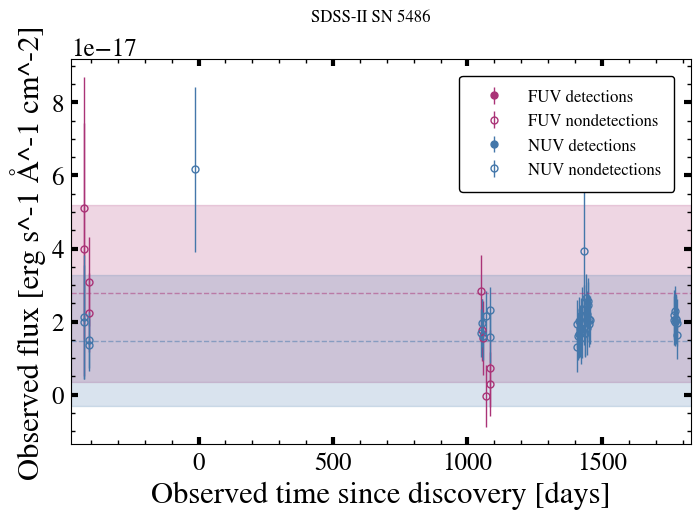 SDSS-II SN 5486
1e−17
FUV detections
FUV nondetections
NUV detections
NUV nondetections
8
6
4
2
0
Observed flux [erg s^-1 Å^-1 cm^-2]
0 500 1000 1500
Observed time since discovery [days]